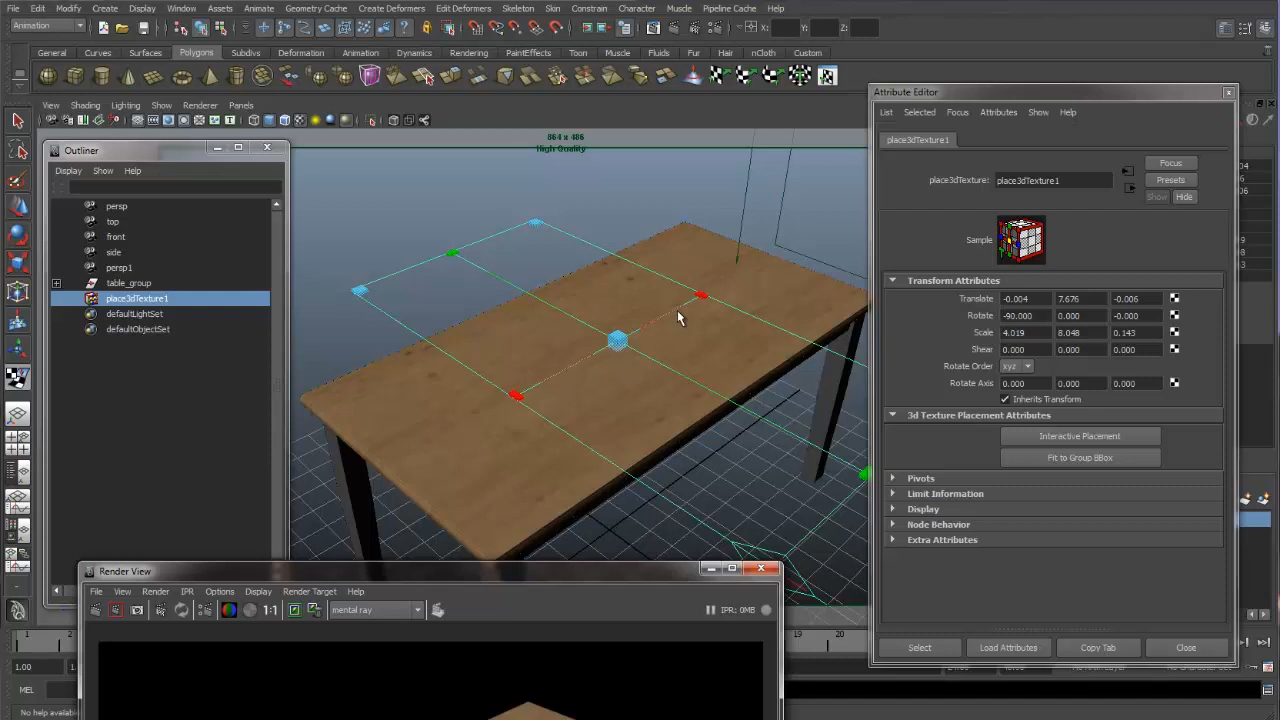 File Edit Modify Create Display Window Assets Animate Geometry Cache Create Deformers Edit Deformers Skeleton Skin Constrain Character Muscle Pipeline Cache Help
Animation X: Y: Z:
General Curves Surfaces Polygons Subdivs Deformation Animation Dynamics Rendering PaintEffects Toon Muscle Fluids Fur Hair nCloth Custom
View Shading Lighting Show Renderer Panels
864 x 486
High Quality
Outliner
Display Show Help
persp
top
front
side
persp1
table_group
place3dTexture1
defaultLightSet
defaultObjectSet
Attribute Editor
List Selected Focus Attributes Show Help
place3dTexture1
Focus
place3dTexture: place3dTexture1 Presets
Show Hide
Sample
Transform Attributes
Translate -0.004 7.676 -0.006
Rotate -90.000 0.000 -0.000
Scale 4.019 8.048 0.143
Shear 0.000 0.000 0.000
Rotate Order xyz
Rotate Axis 0.000 0.000 0.000
Inherits Transform
3d Texture Placement Attributes
Interactive Placement
Fit to Group BBox
Pivots
Limit Information
Display
Node Behavior
Extra Attributes
Select Load Attributes Copy Tab Close
Render View
File View Render IPR Options Display Render Target Help
1:1 mental ray IPR: 0MB
1 2 19 20
1.00
MEL
No help availab